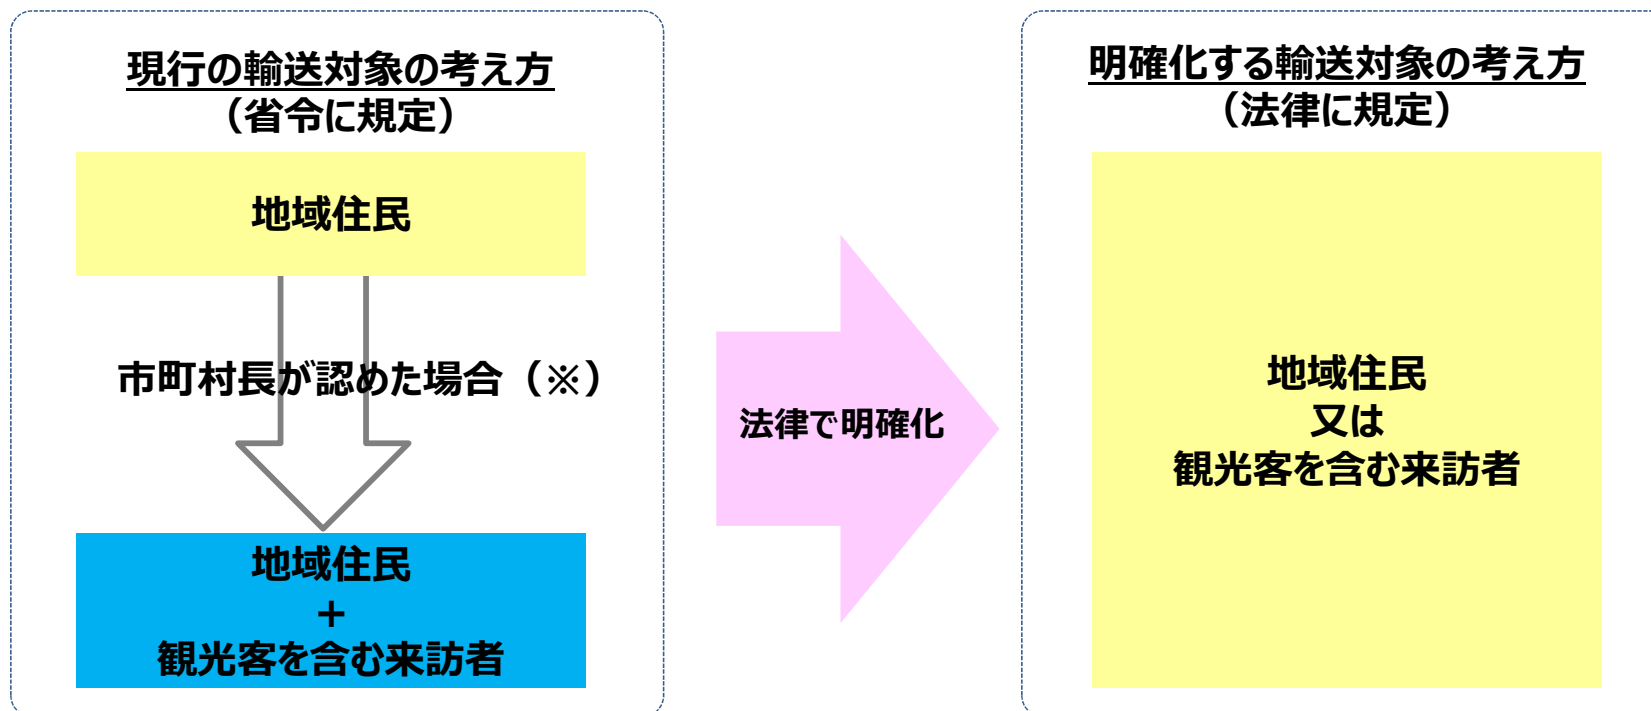 現行の輸送対象の考え方
（省令に規定）
地域住民
市町村長が認めた場合（※）
地域住民
＋
観光客を含む来訪者
法律で明確化
明確化する輸送対象の考え方
（法律に規定）
地域住民
又は
観光客を含む来訪者